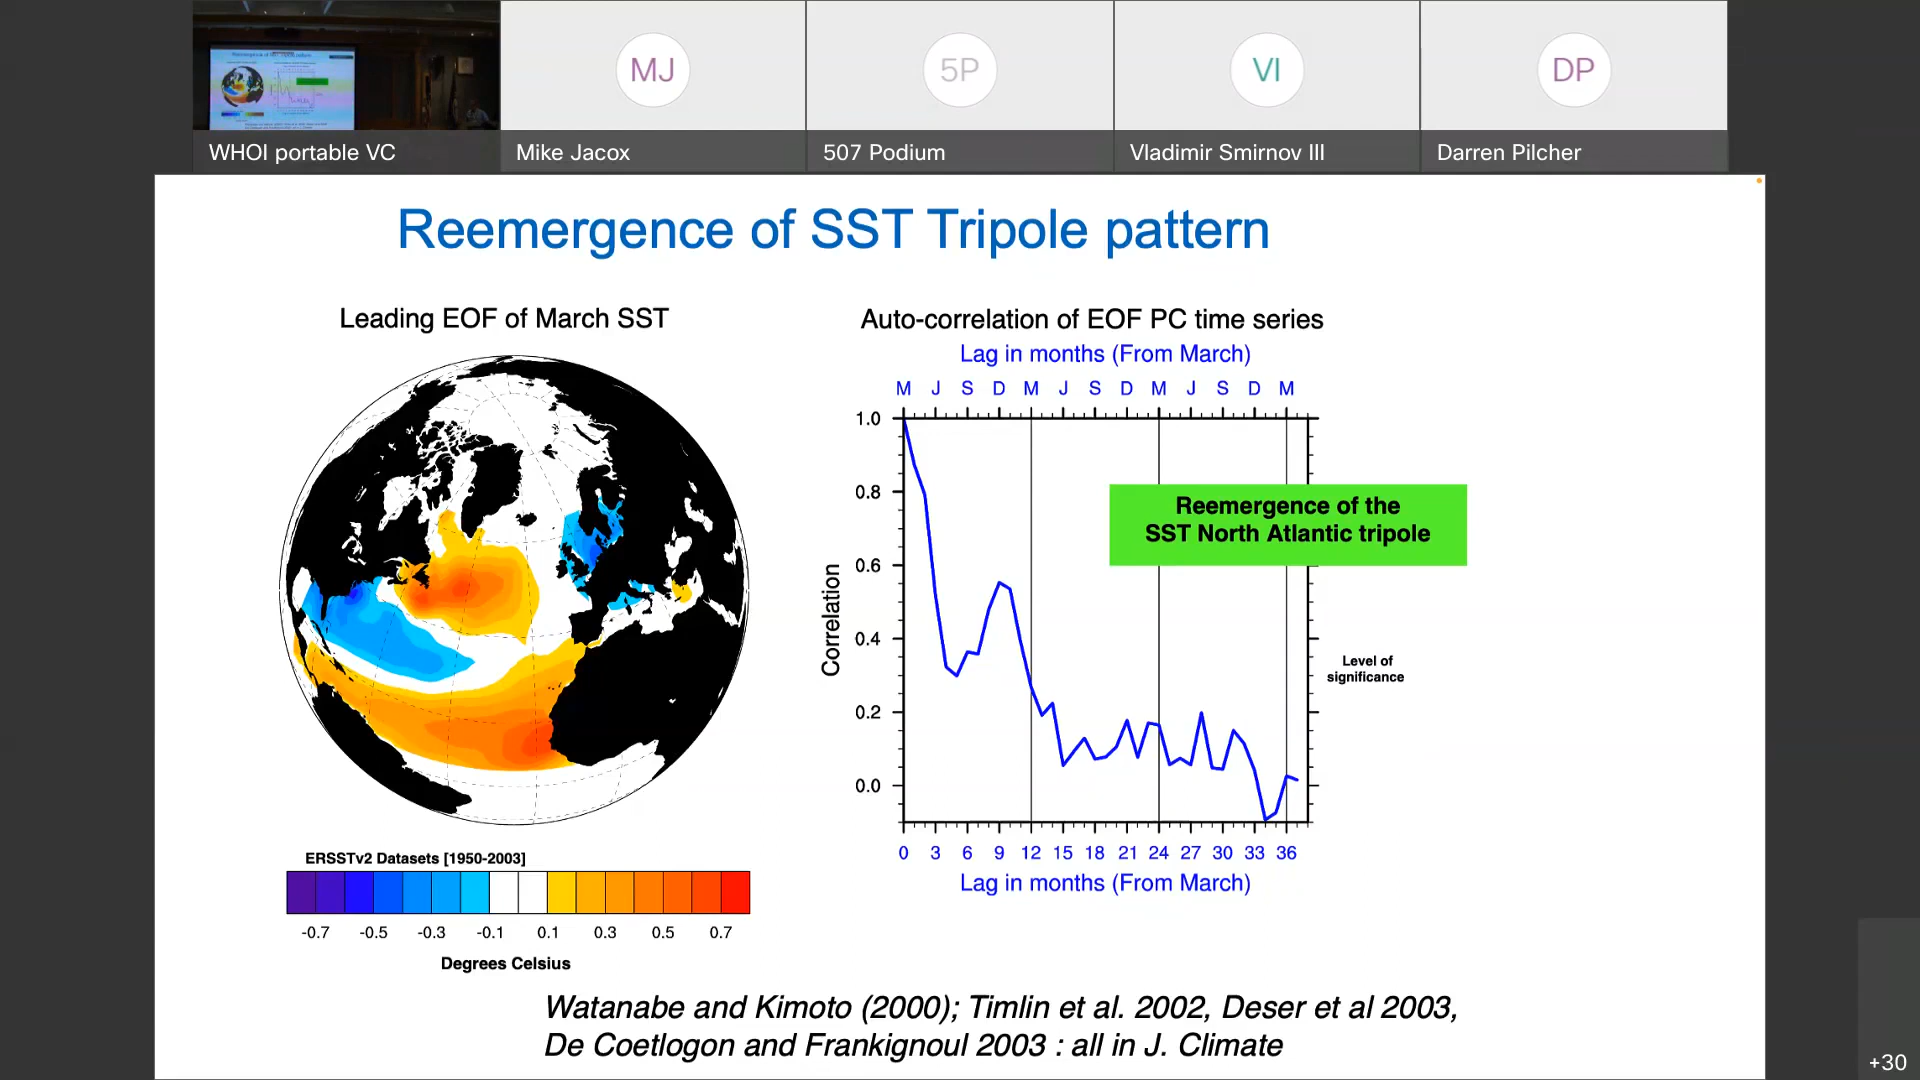 MJ
5P
VI
DP
WHOI portable VC
Mike Jacox
507 Podium
Vladimir Smirnov III
Darren Pilcher
Reemergence of SST Tripole pattern
Leading EOF of March SST
Auto-correlation of EOF PC time series
Lag in months (From March)
M J S D M J S D M J S D M
1.0
0.8
0.6
0.4
0.2
0.0
Correlation
Reemergence of the
SST North Atlantic tripole
Level of
significance
0 3 6 9 12 15 18 21 24 27 30 33 36
Lag in months (From March)
ERSSTv2 Datasets [1950-2003]
-0.7 -0.5 -0.3 -0.1 0.1 0.3 0.5 0.7
Degrees Celsius
Watanabe and Kimoto (2000); Timlin et al. 2002, Deser et al 2003,
De Coetlogon and Frankignoul 2003 : all in J. Climate
+30